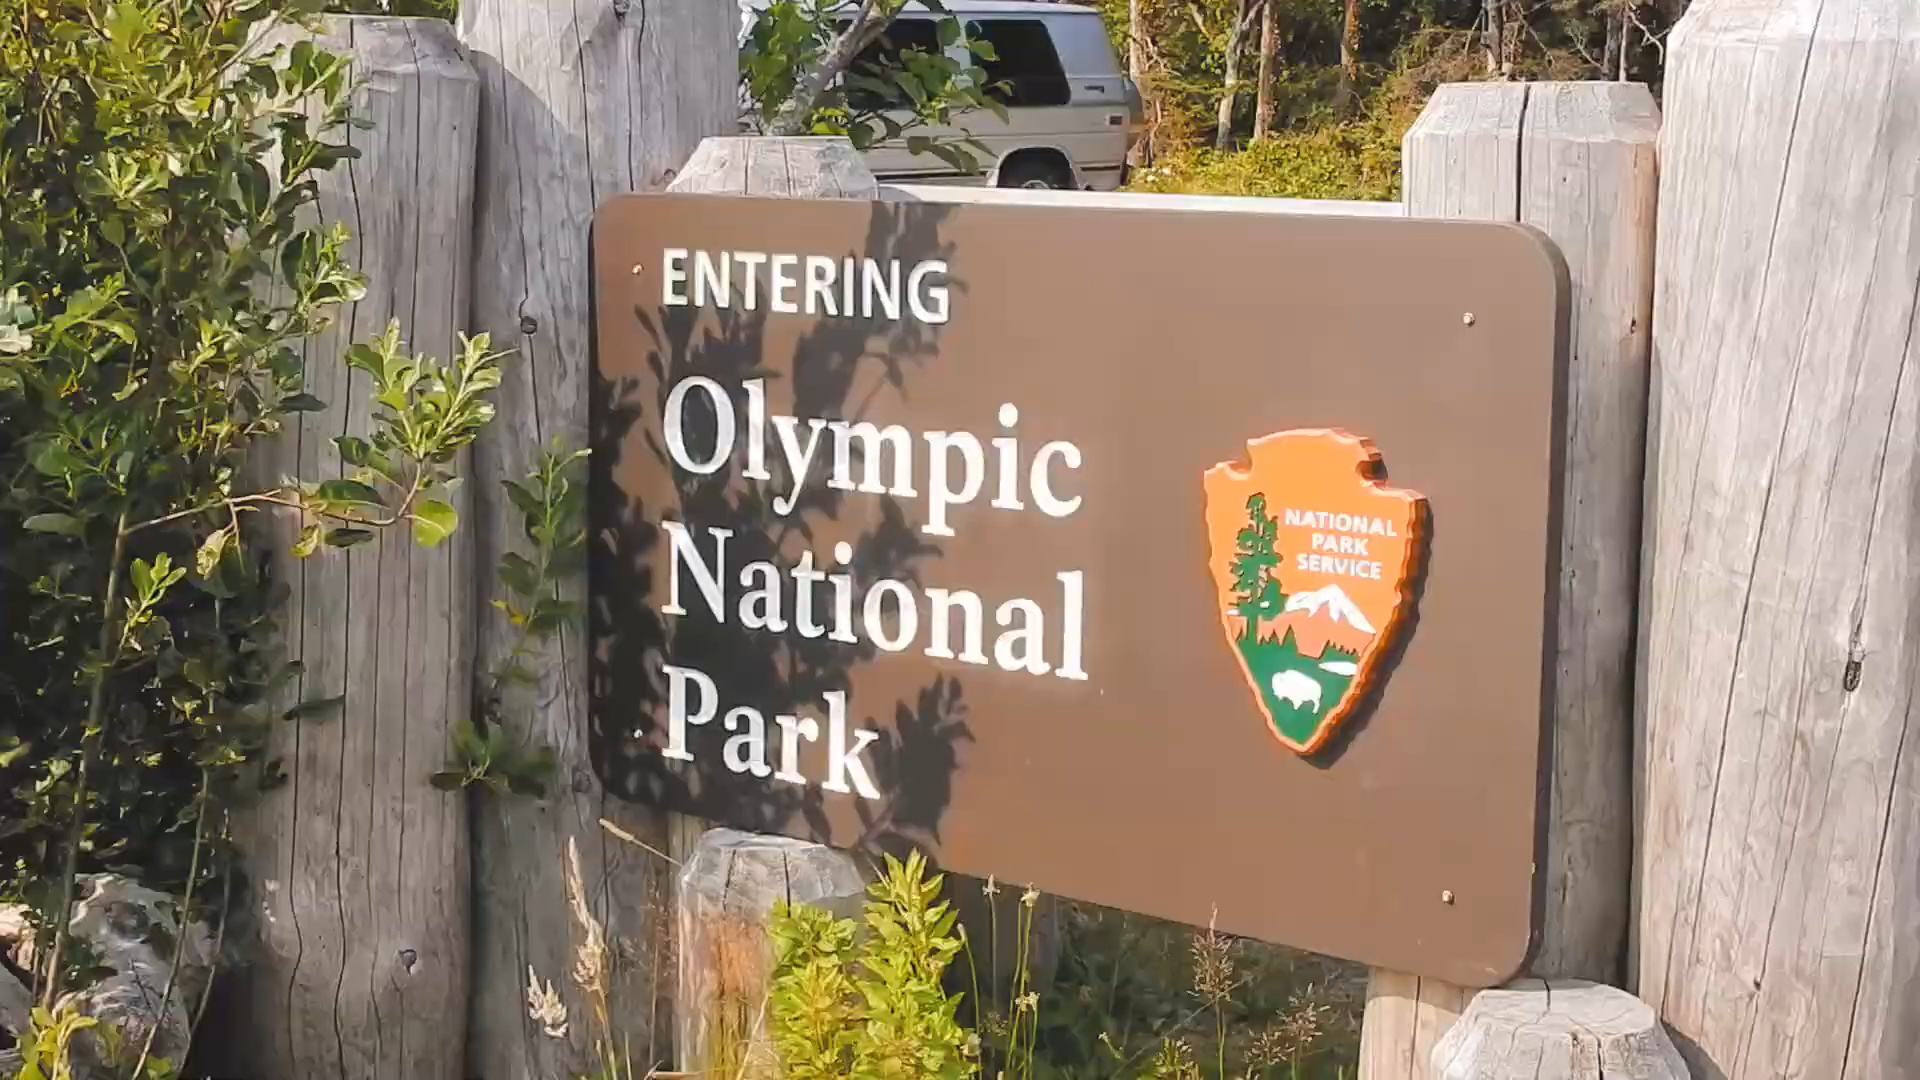 ENTERING
Olympic
National
Park
NATIONAL
PARK
SERVICE